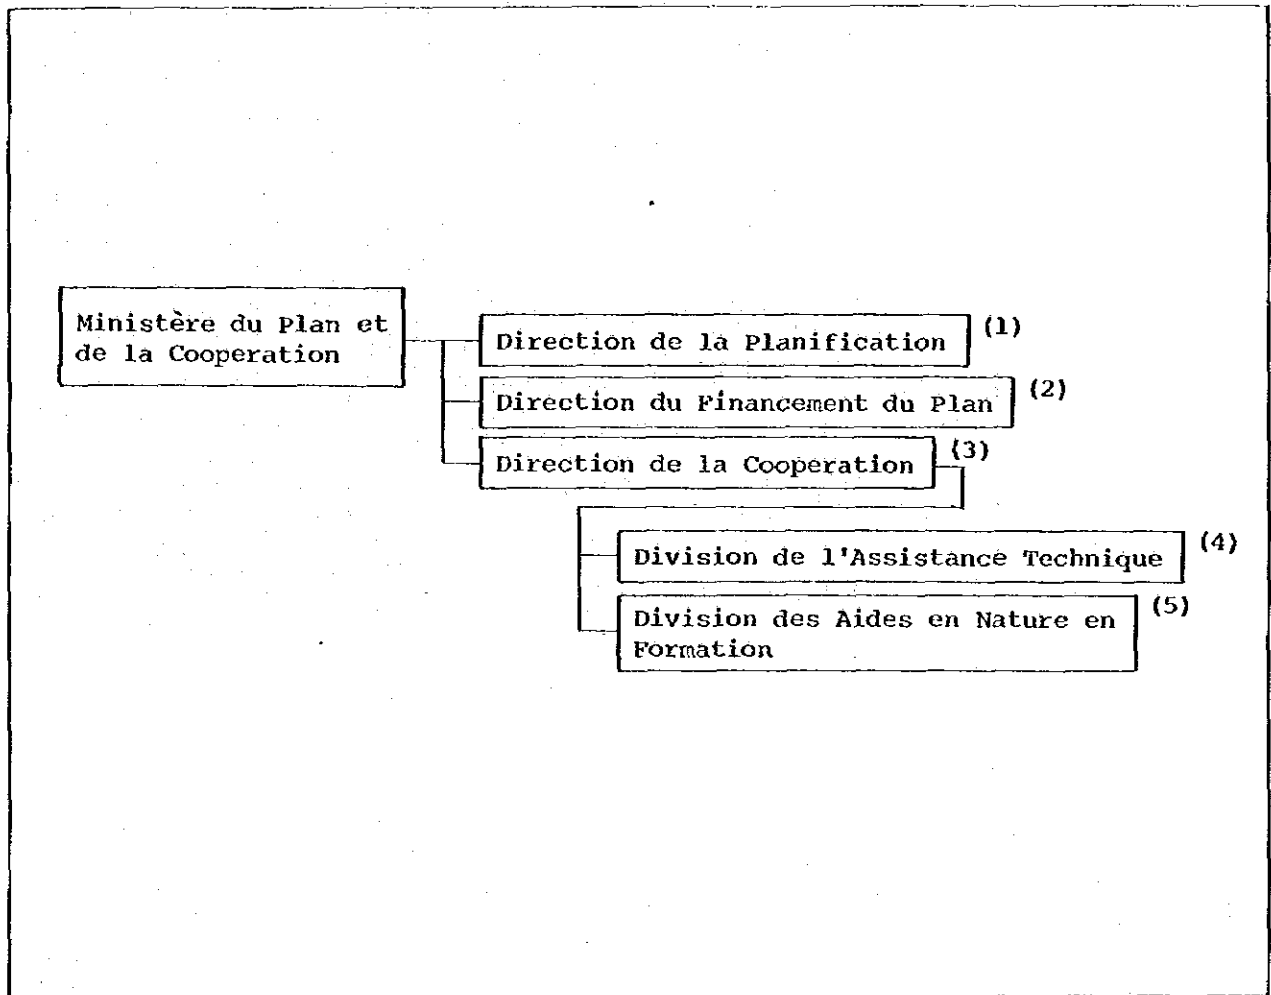 Ministère du Plan et
de la Cooperation
Direction de la Planification (1)
Direction du Financement du Plan (2)
Direction de la Cooperation (3)
Division de l'Assistance Technique (4)
Division des Aides en Nature en (5)
Formation